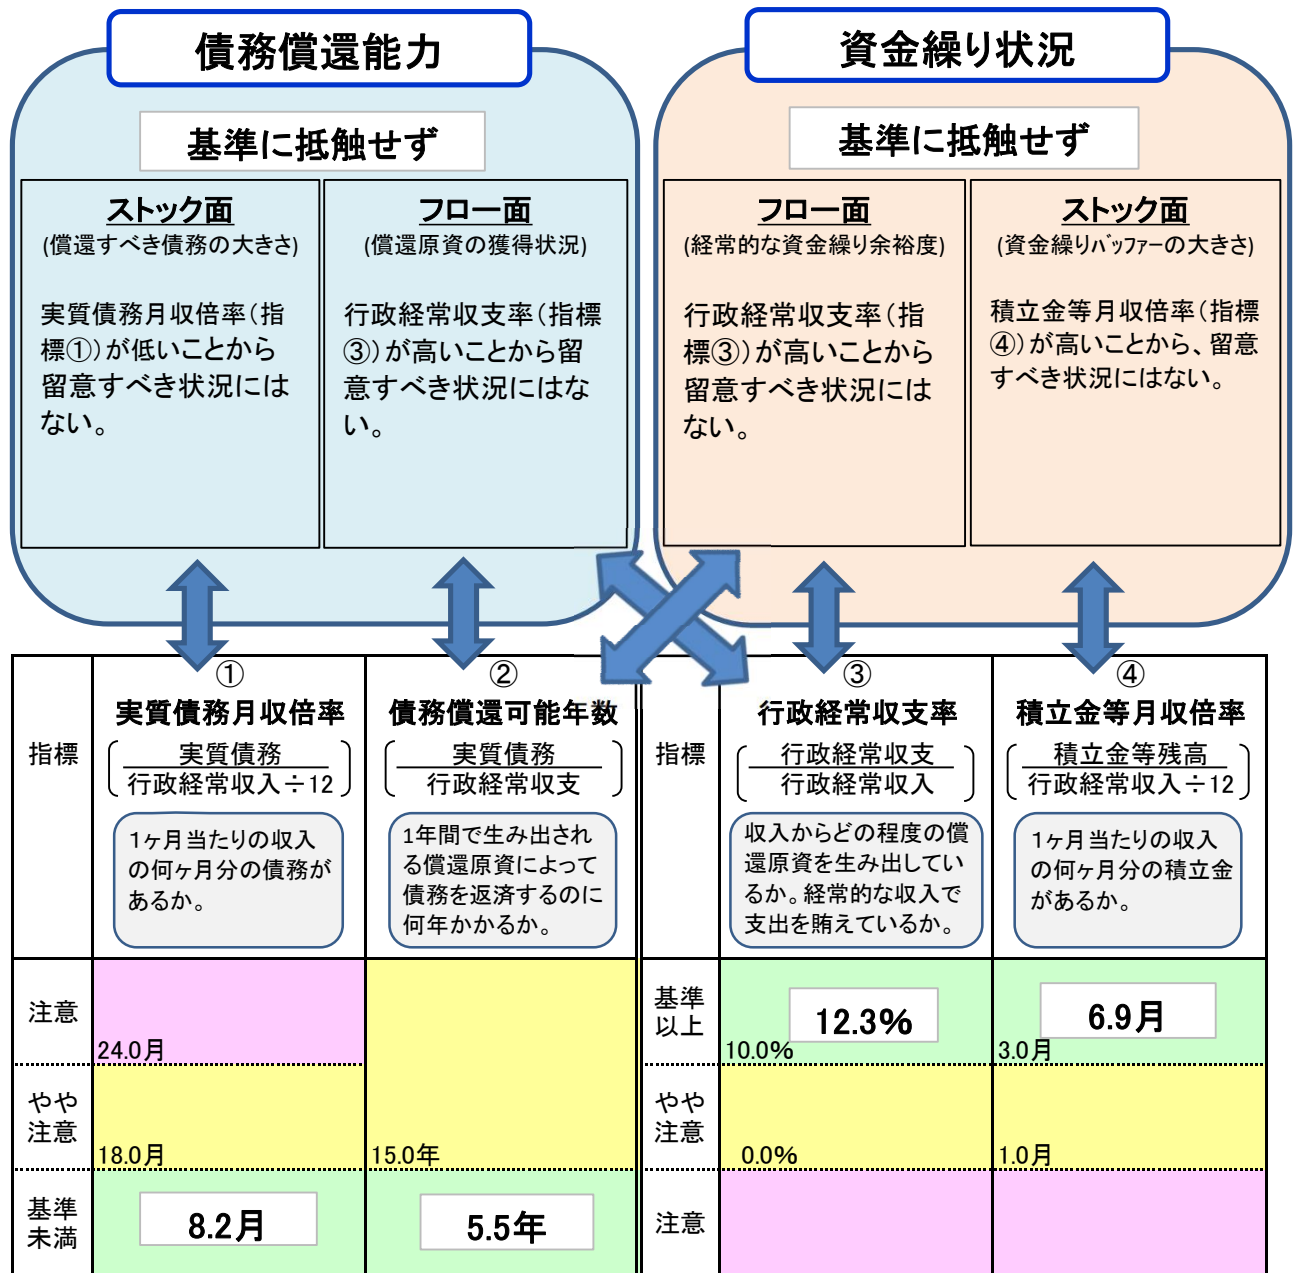 債務償還能力
基準に抵触せず
ストック面
(償還すべき債務の大きさ)
実質債務月収倍率(指
標①)が低いことから
留意すべき状況には
ない。
フロー面
(償還原資の獲得状況)
行政経常収支率(指標
③)が高いことから留
意すべき状況にはな
い。
資金繰り状況
基準に抵触せず
フロー面
(経常的な資金繰り余裕度)
行政経常収支率(指
標③)が高いことから
留意すべき状況には
ない。
ストック面
(資金繰りバッファーの大きさ)
積立金等月収倍率(指標
④)が高いことから、留意
すべき状況にはない。
指標
①
実質債務月収倍率
実質債務
行政経常収入÷12
1ヶ月当たりの収入
の何ヶ月分の債務が
あるか。
②
債務償還可能年数
実質債務
行政経常収支
1年間で生み出され
る償還原資によって
債務を返済するのに
何年かかるか。
注意
24.0月
やや
注意
18.0月
15.0年
基準
未満
8.2月
5.5年
指標
③
行政経常収支率
行政経常収支
行政経常収入
収入からどの程度の償
還原資を生み出してい
るか。経常的な収入で
支出を賄えているか。
④
積立金等月収倍率
積立金等残高
行政経常収入÷12
1ヶ月当たりの収入
の何ヶ月分の積立金
があるか。
基準
以上
12.3%
10.0%
6.9月
3.0月
やや
注意
0.0%
1.0月
注意